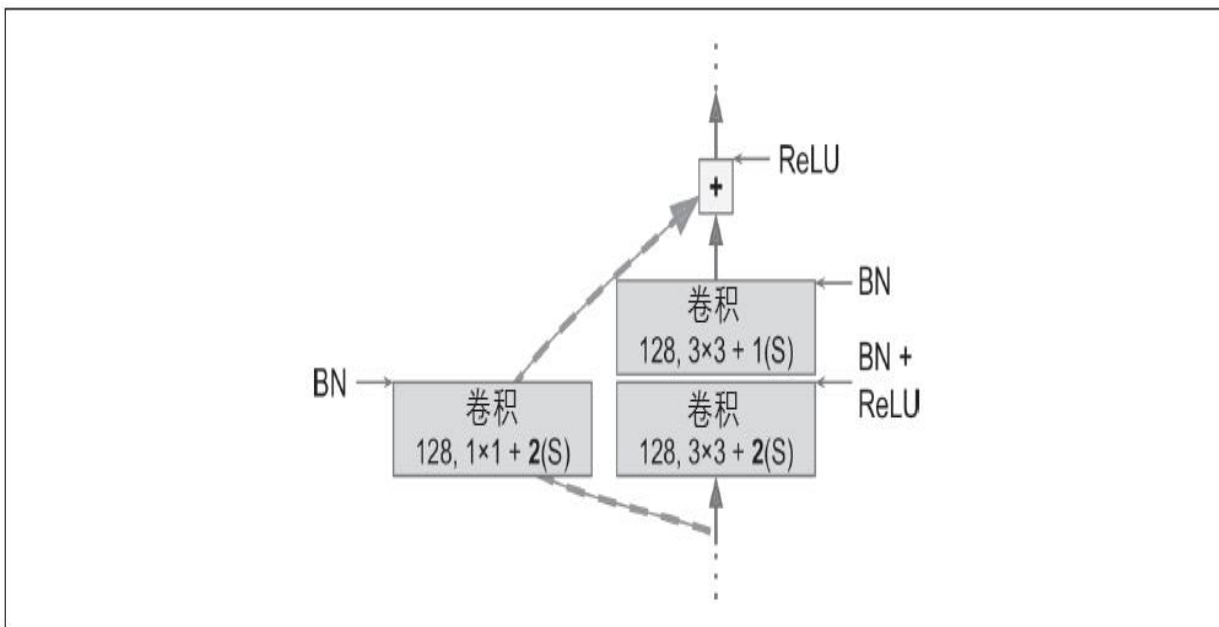 ReLU
+
BN
卷积
128, 3×3 + 1(S)
BN +
ReLU
BN
卷积
128, 1×1 + 2(S)
卷积
128, 3×3 + 2(S)